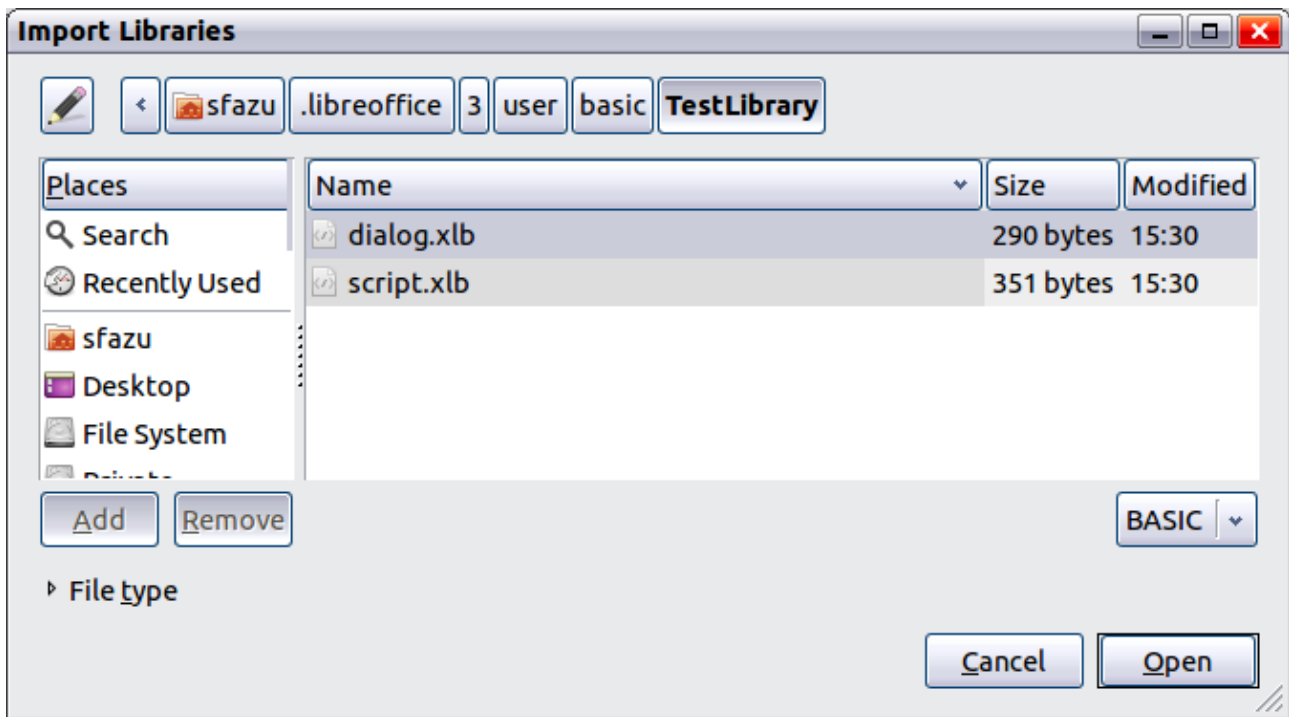 Import Libraries
sfazu .libreoffice 3 user basic TestLibrary
Places Name Size Modified
Search dialog.xlb 290 bytes 15:30
Recently Used script.xlb 351 bytes 15:30
sfazu
Desktop
File System
Add Remove BASIC
File type
Cancel Open